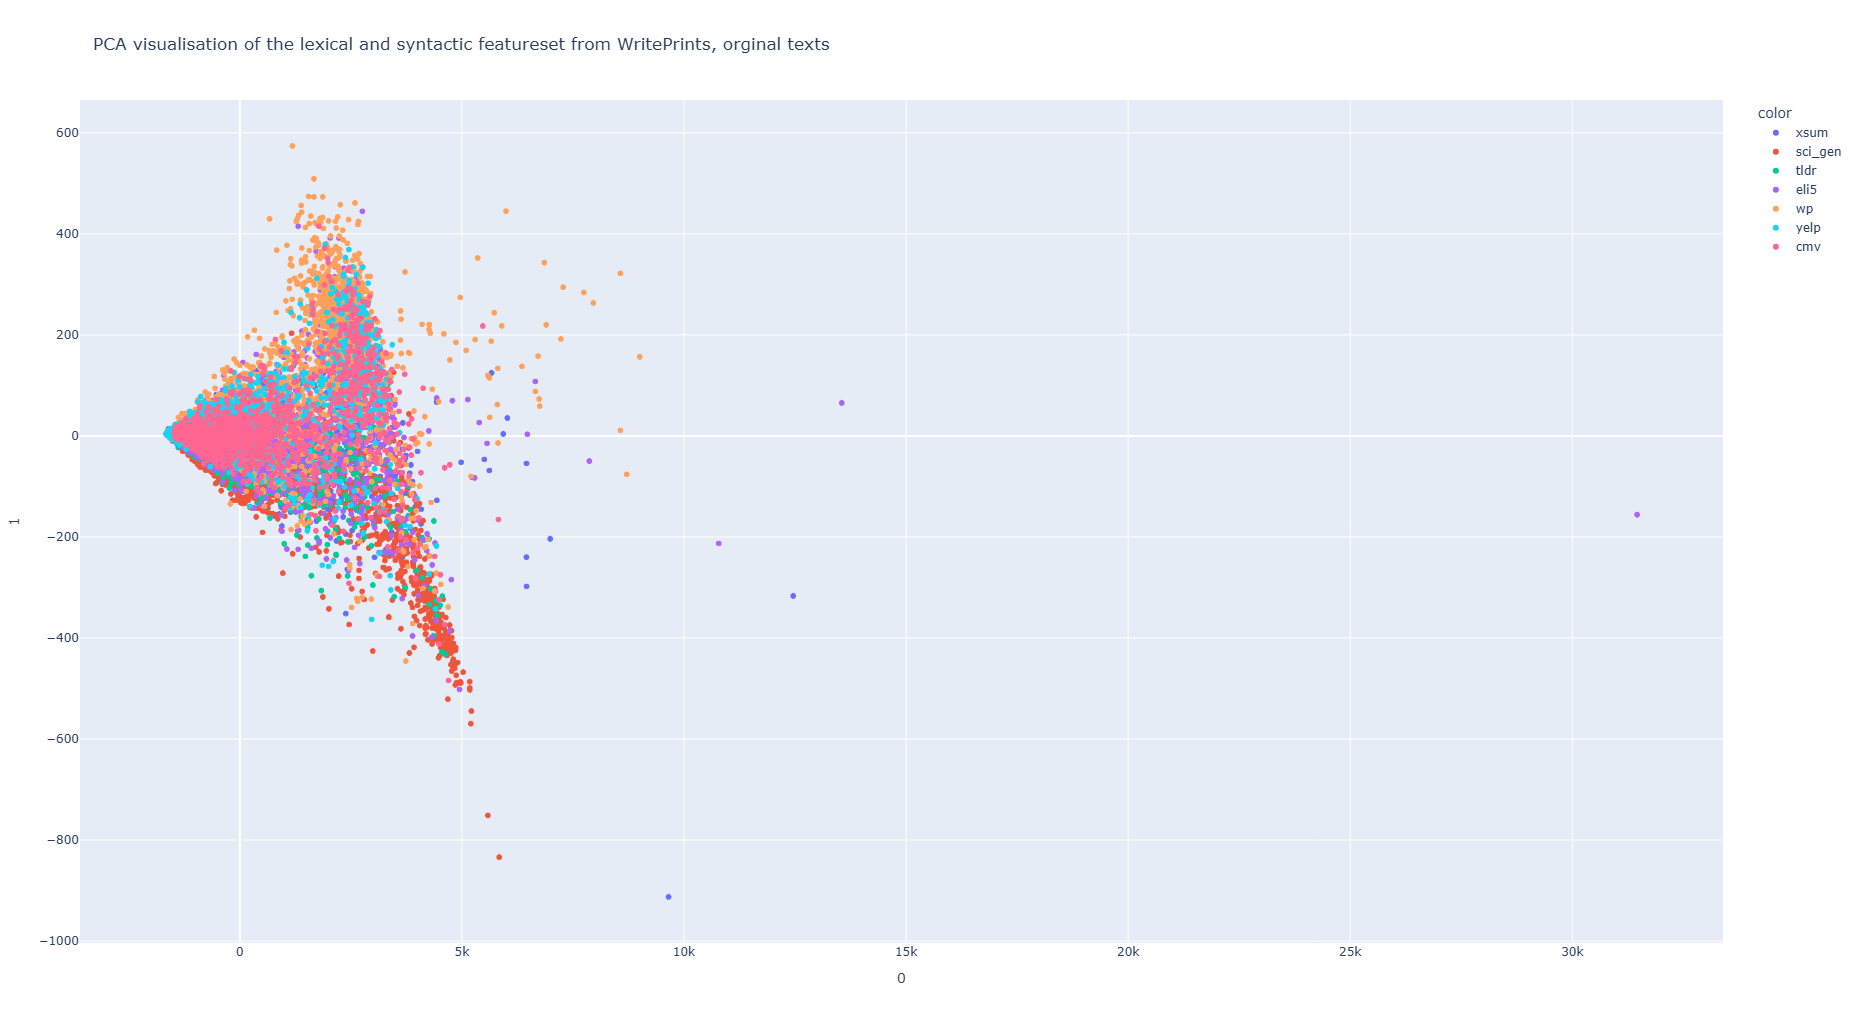 PCA visualisation of the lexical and syntactic featureset from WritePrints, orginal texts
color
xsum
sci_gen
tldr
eli5
wp
yelp
cmv
600
400
200
0
−200
−400
−600
−800
−1000
1
0 5k 10k 15k 20k 25k 30k
0